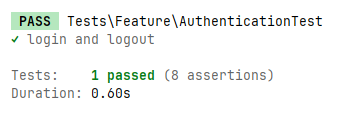 PASS Tests\Feature\AuthenticationTest
✓ login and logout
Tests: 1 passed (8 assertions)
Duration: 0.60s